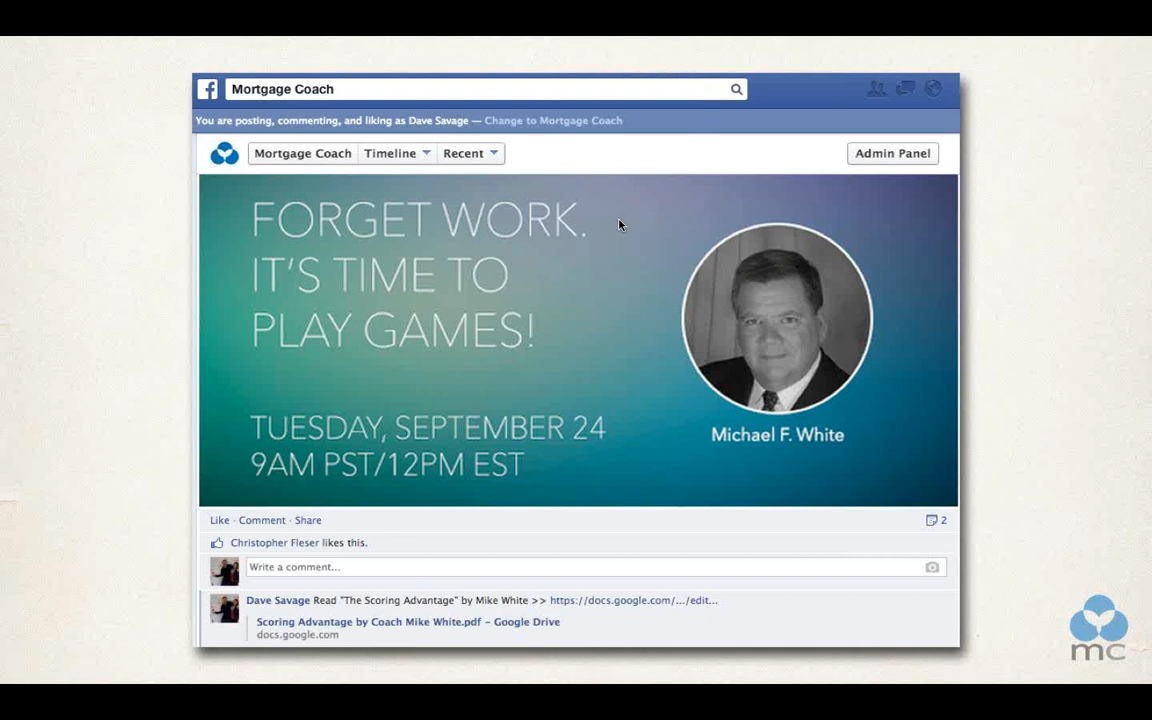 Mortgage Coach
You are posting, commenting, and liking as Dave Savage — Change to Mortgage Coach
Mortgage Coach Timeline Recent Admin Panel
FORGET WORK.
IT'S TIME TO
PLAY GAMES!
TUESDAY, SEPTEMBER 24
9AM PST/12PM EST
Michael F. White
Like · Comment · Share 2
Christopher Fleser likes this.
Write a comment...
Dave Savage Read "The Scoring Advantage" by Mike White >> https://docs.google.com/.../edit...
Scoring Advantage by Coach Mike White.pdf - Google Drive
docs.google.com
mc